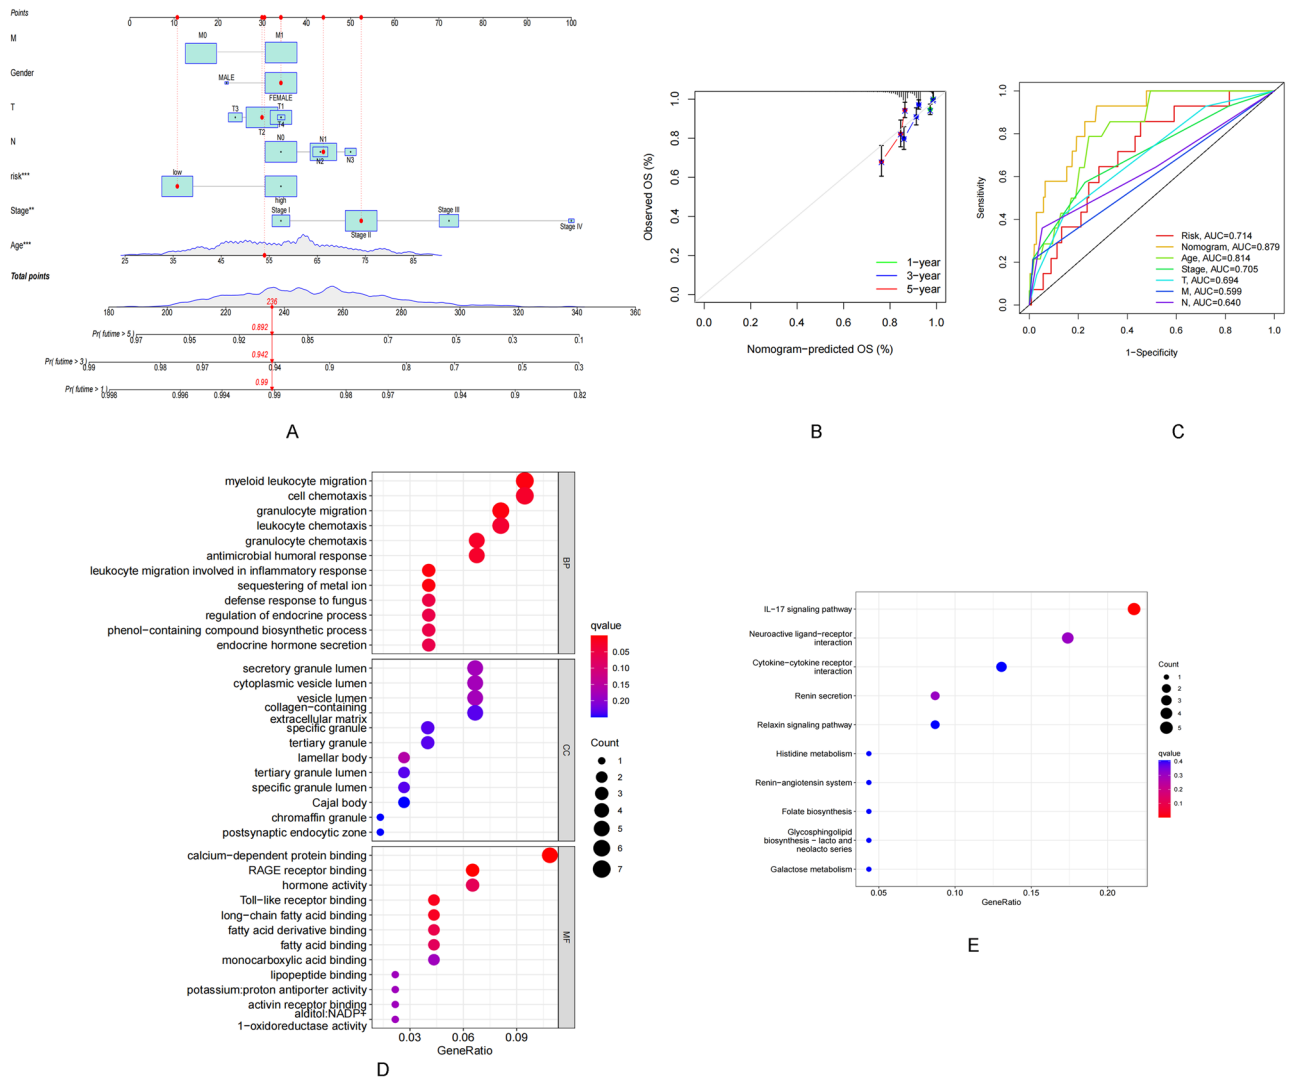 Points
0 10 20 30 40 50 60 70 80 90 100
M
M0 M1
Gender
MALE
FEMALE
T
T3 T1
T4
T2
N
N0 N1
N2 N3
risk***
low
high
Stage**
Stage I Stage III
Stage II Stage IV
Age***
25 35 45 55 65 75 85
Total points
236
180 200 220 240 260 280 300 320 340 360
0.892
Pr( futime > 5 )
0.97 0.95 0.92 0.85 0.7 0.5 0.3 0.1
0.942
Pr( futime > 3 )
0.99 0.98 0.97 0.94 0.9 0.8 0.7 0.5 0.3
0.99
Pr( futime > 1 )
0.998 0.996 0.994 0.99 0.98 0.97 0.94 0.9 0.82
A
Observed OS (%)
1.0
0.8
0.6
0.4
0.2
0.0
1−year
3−year
5−year
0.0 0.2 0.4 0.6 0.8 1.0
Nomogram−predicted OS (%)
B
Sensitivity
1.0
0.8
0.6
0.4
0.2
0.0
Risk, AUC=0.714
Nomogram, AUC=0.879
Age, AUC=0.814
Stage, AUC=0.705
T, AUC=0.694
M, AUC=0.599
N, AUC=0.640
0.0 0.2 0.4 0.6 0.8 1.0
1−Specificity
C
myeloid leukocyte migration
cell chemotaxis
granulocyte migration
leukocyte chemotaxis
granulocyte chemotaxis
antimicrobial humoral response
leukocyte migration involved in inflammatory response
sequestering of metal ion
defense response to fungus
regulation of endocrine process
phenol−containing compound biosynthetic process
endocrine hormone secretion
BP
secretory granule lumen
cytoplasmic vesicle lumen
vesicle lumen
collagen−containing
extracellular matrix
specific granule
tertiary granule
lamellar body
tertiary granule lumen
specific granule lumen
Cajal body
chromaffin granule
postsynaptic endocytic zone
CC
calcium−dependent protein binding
RAGE receptor binding
hormone activity
Toll−like receptor binding
long−chain fatty acid binding
fatty acid derivative binding
fatty acid binding
monocarboxylic acid binding
lipopeptide binding
potassium:proton antiporter activity
activin receptor binding
alditol:NADP+
1−oxidoreductase activity
MF
0.03 0.06 0.09
GeneRatio
qvalue
0.05
0.10
0.15
0.20
Count
1
2
3
4
5
6
7
D
IL−17 signaling pathway
Neuroactive ligand−receptor
interaction
Cytokine−cytokine receptor
interaction
Renin secretion
Relaxin signaling pathway
Histidine metabolism
Renin−angiotensin system
Folate biosynthesis
Glycosphingolipid
biosynthesis − lacto and
neolacto series
Galactose metabolism
0.05 0.10 0.15 0.20
GeneRatio
Count
1
2
3
4
5
qvalue
0.4
0.3
0.2
0.1
E